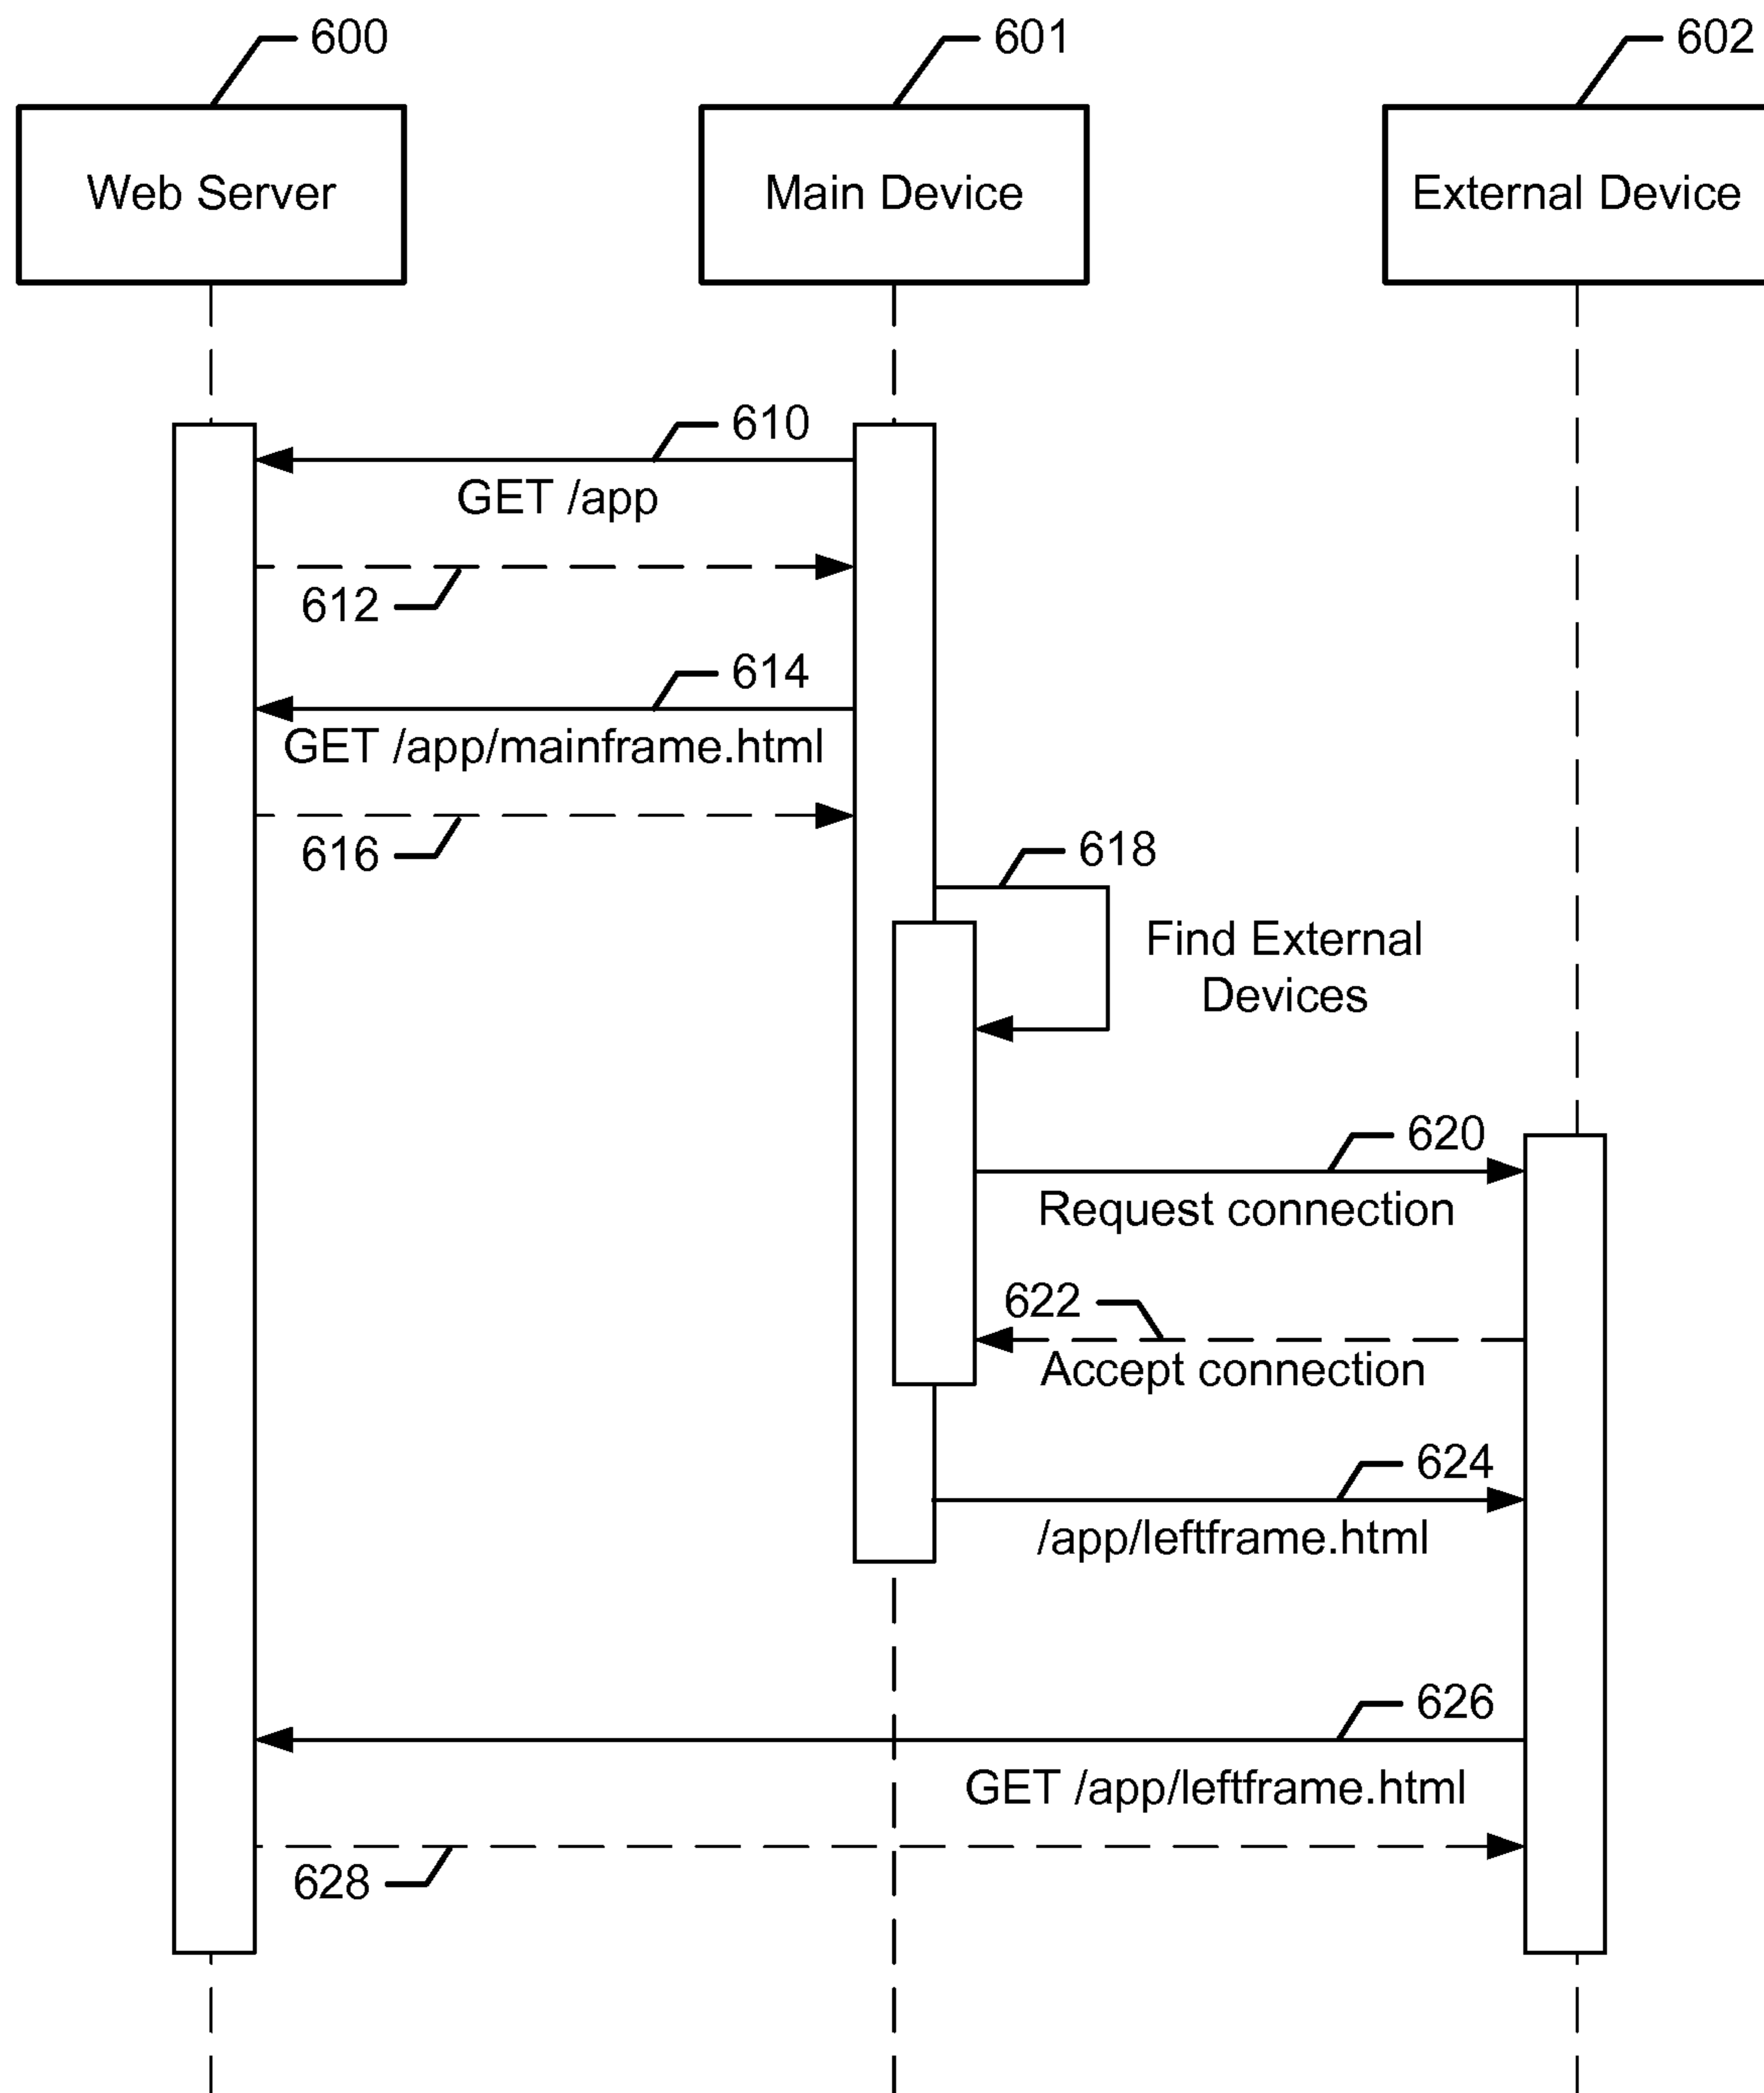 600
601
602
Web Server
Main Device
External Device
610
GET /app
612
614
GET /app/mainframe.html
616
618
Find External
Devices
620
Request connection
622
Accept connection
624
/app/leftframe.html
626
GET /app/leftframe.html
628